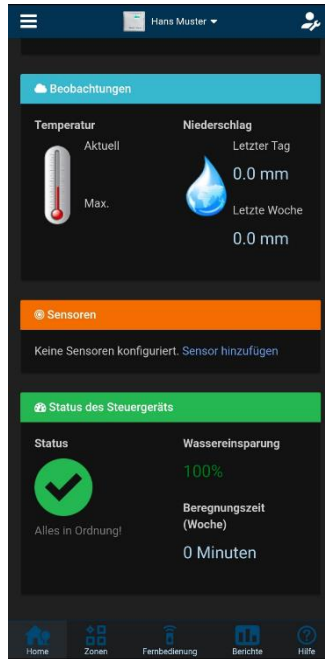 Hans Muster
Beobachtungen
Temperatur
Aktuell
Max.
Niederschlag
Letzter Tag
0.0 mm
Letzte Woche
0.0 mm
Sensoren
Keine Sensoren konfiguriert. Sensor hinzufügen
Status des Steuergeräts
Status
Alles in Ordnung!
Wassereinsparung
100%
Beregnungszeit
(Woche)
0 Minuten
Home
Zonen
Fernbedienung
Berichte
Hilfe